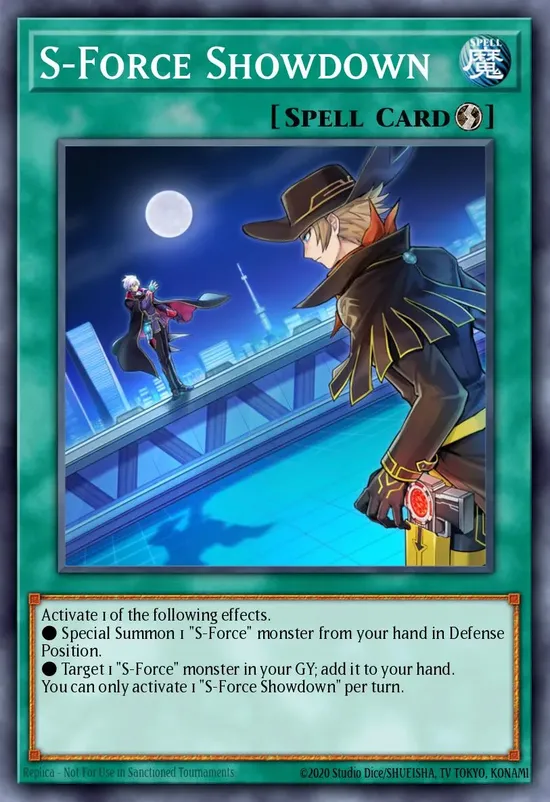 S-Force Showdown
SPELL
魔
[Spell Card]
Activate 1 of the following effects.
● Special Summon 1 "S-Force" monster from your hand in Defense
Position.
● Target 1 "S-Force" monster in your GY; add it to your hand.
You can only activate 1 "S-Force Showdown" per turn.
Replica - Not For Use in Sanctioned Tournaments
©2020 Studio Dice/SHUEISHA, TV TOKYO, KONAMI